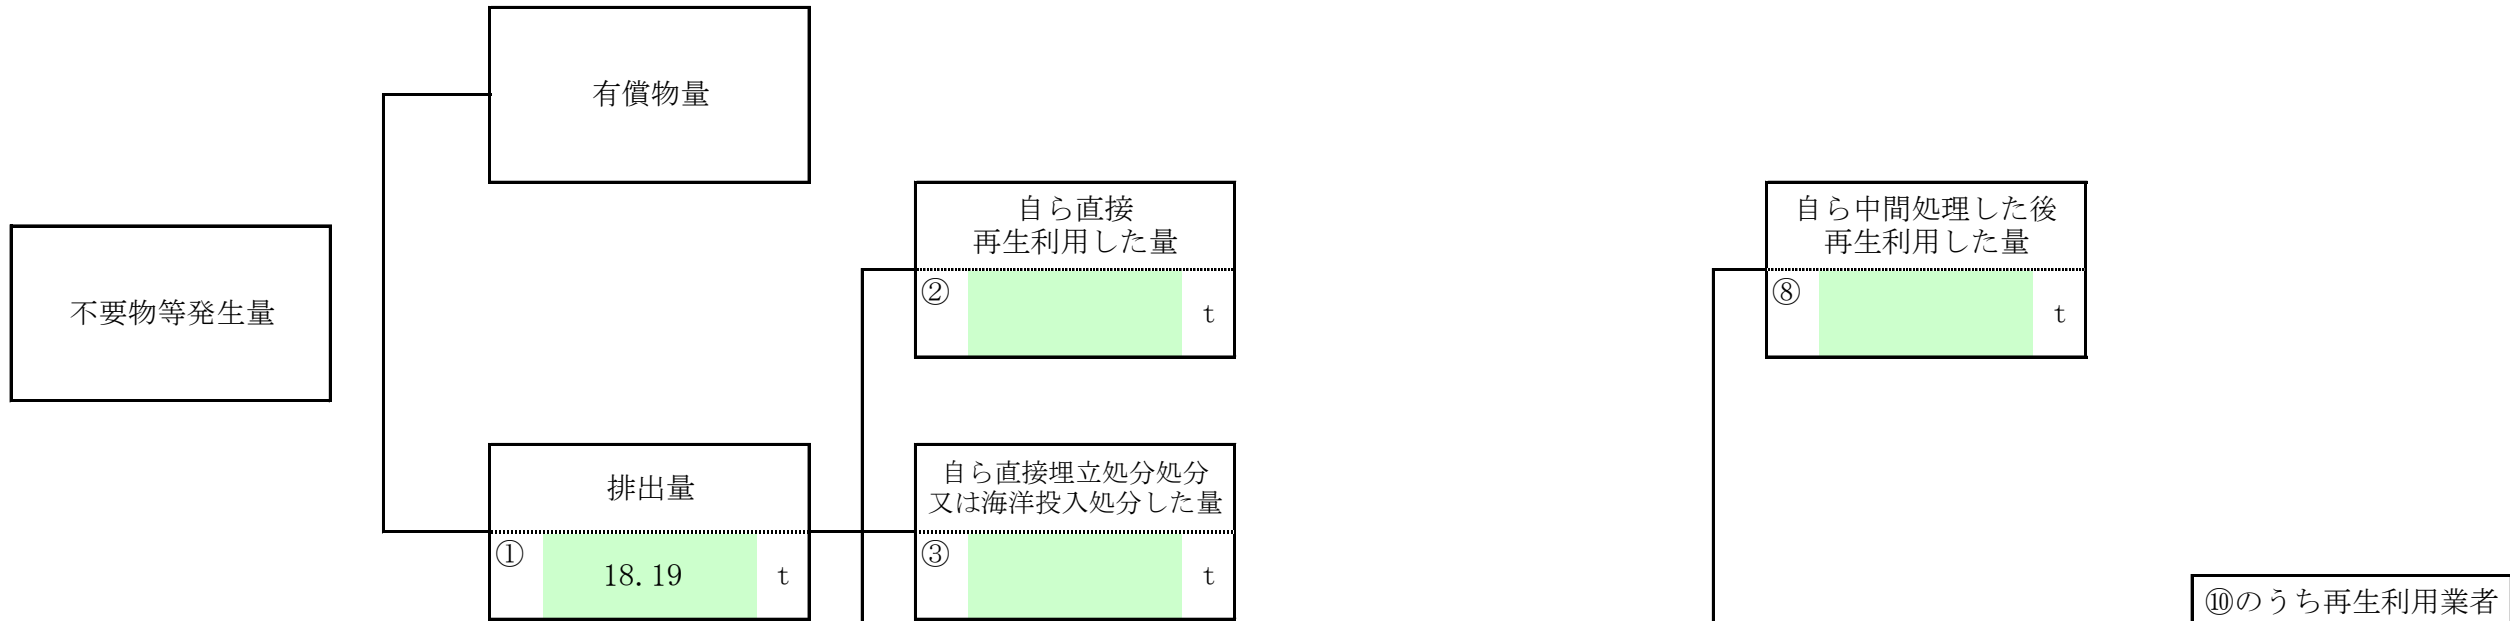 有償物量
不要物等発生量
自ら直接
再生利用した量
②
t
自ら中間処理した後
再生利用した量
⑧
t
排出量
①
18.19
t
自ら直接埋立処分処分
又は海洋投入処分した量
③
t
⑩のうち再生利用業者